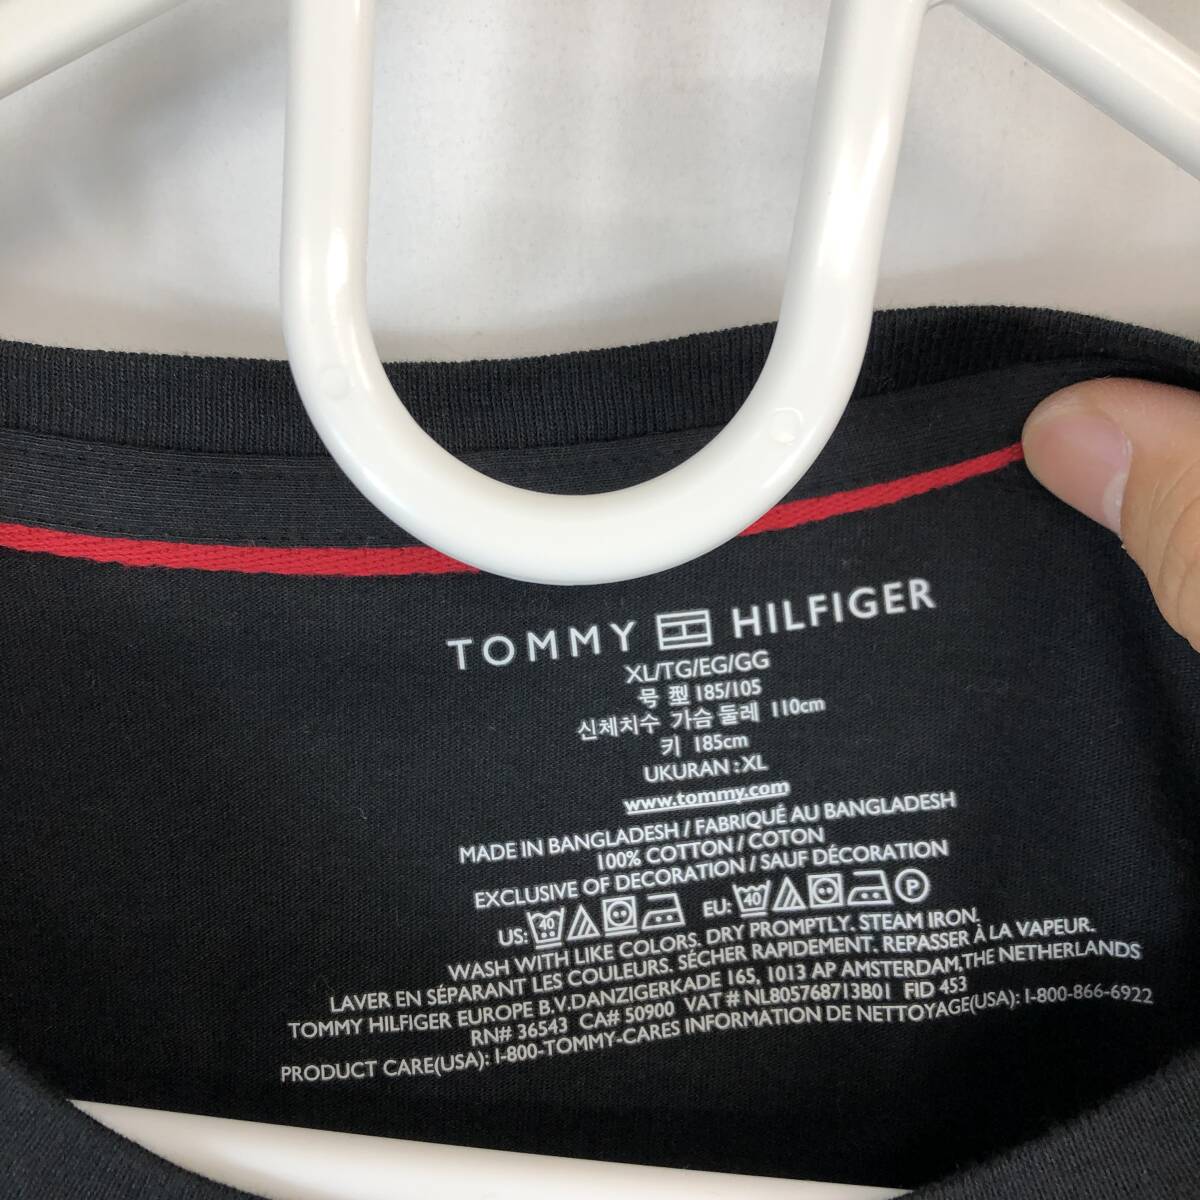 TOMMY HILFIGER
XL/TG/EG/GG
号 型 185/105
신체치수 가슴 둘레 110cm
키 185cm
UKURAN : XL
www.tommy.com
MADE IN BANGLADESH / FABRIQUÉ AU BANGLADESH
100% COTTON / COTON
EXCLUSIVE OF DECORATION / SAUF DÉCORATION
US: 40 EU: 40 P
WASH WITH LIKE COLORS. DRY PROMPTLY. STEAM IRON.
LAVER EN SÉPARANT LES COULEURS. SÉCHER RAPIDEMENT. REPASSER À LA VAPEUR.
TOMMY HILFIGER EUROPE B.V.DANZIGERKADE 165, 1013 AP AMSTERDAM,THE NETHERLANDS
RN# 36543 CA# 50900 VAT # NL805768713B01 FID 453
PRODUCT CARE(USA): 1-800-TOMMY-CARES INFORMATION DE NETTOYAGE(USA): 1-800-866-6922